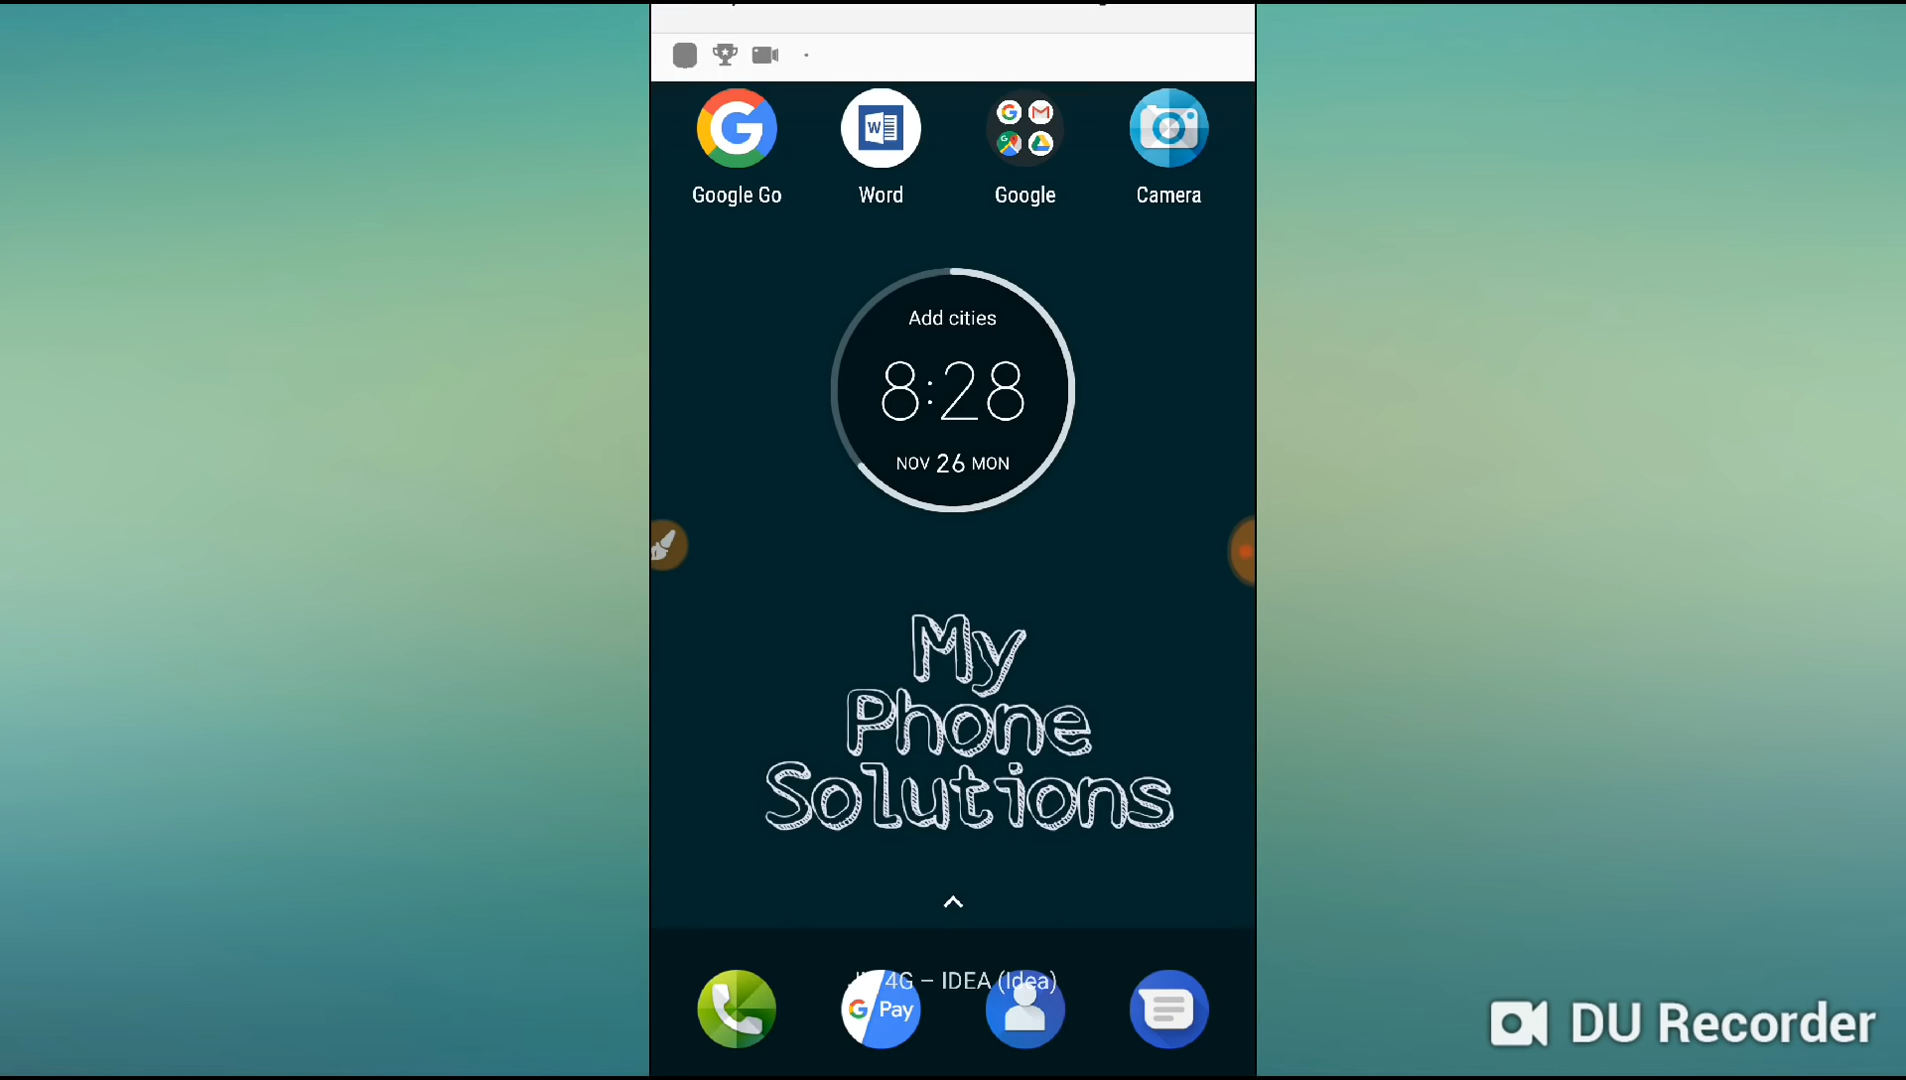 Google Go
Word
Google
Camera
Add cities
8:28
NOV 26 MON
My
Phone
Solutions
4G – IDEA (Idea)
G Pay
DU Recorder